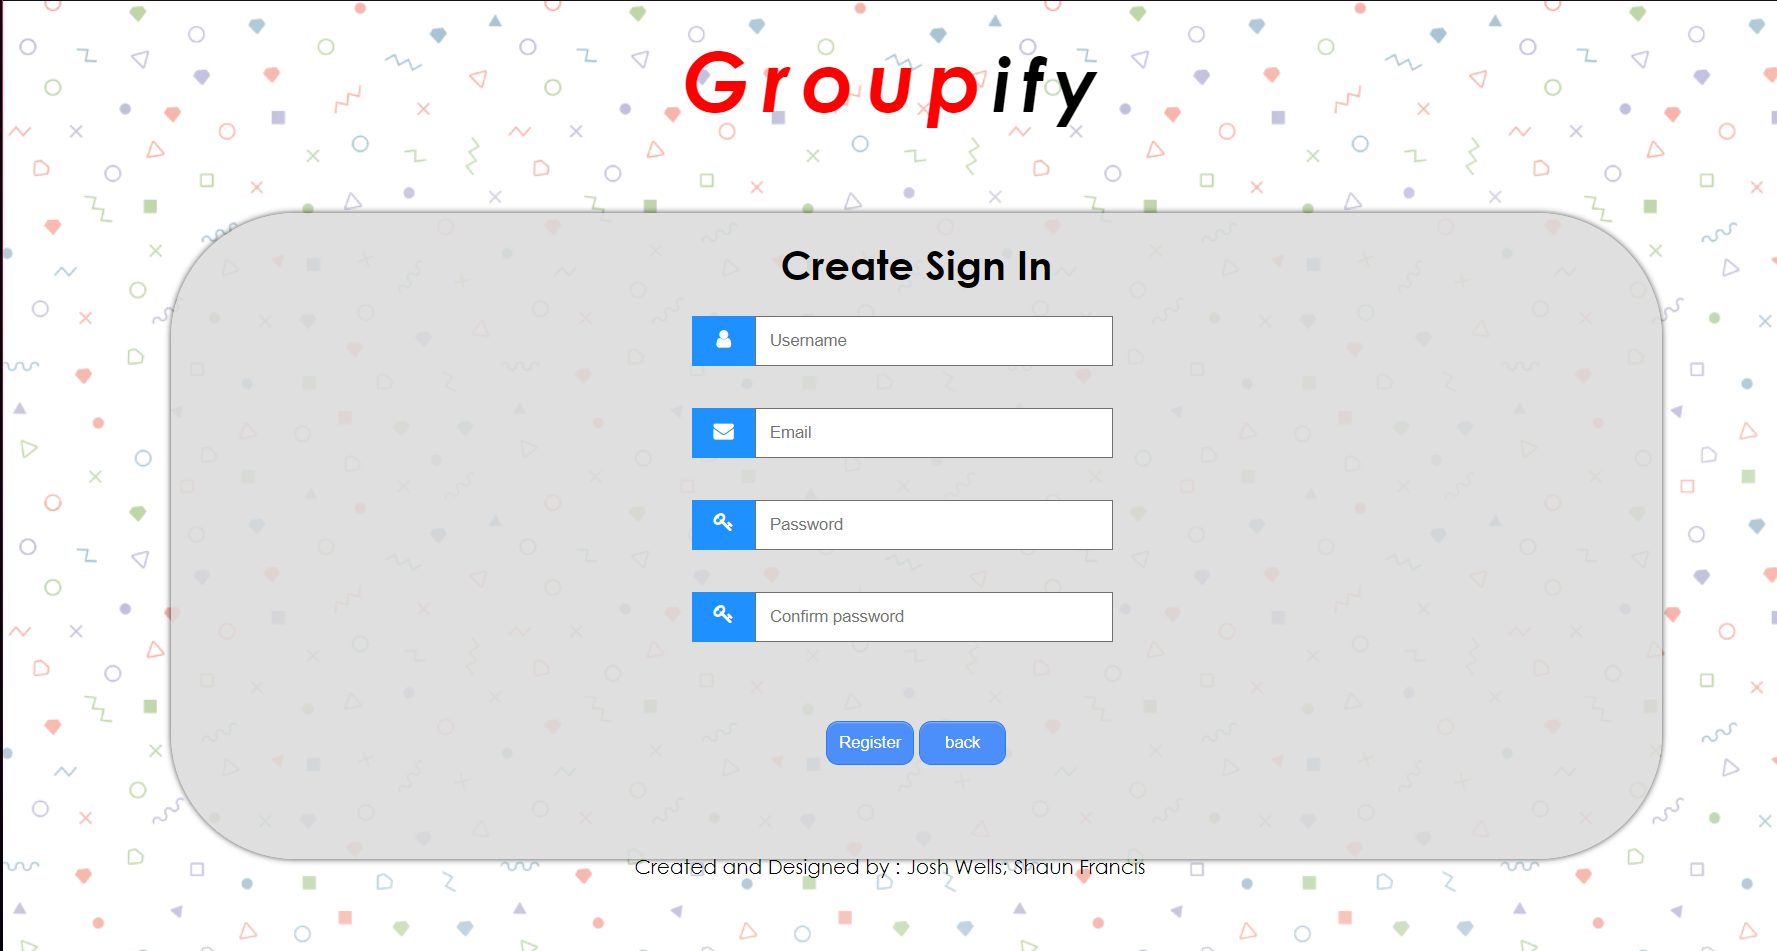 Groupify
Create Sign In
Username
Email
Password
Confirm password
Register back
Created and Designed by : Josh Wells; Shaun Francis